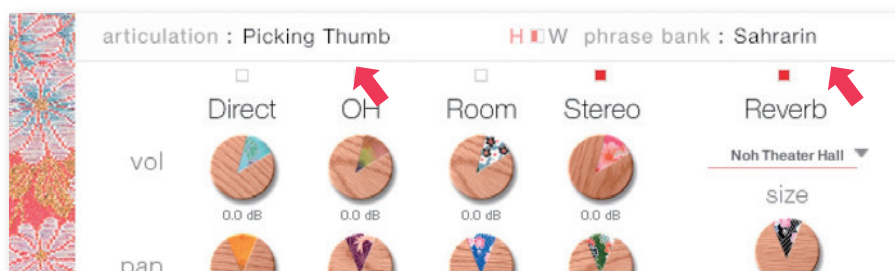 articulation : Picking Thumb H W phrase bank : Sahrarin
Direct OH Room Stereo Reverb
vol Noh Theater Hall
0.0 dB 0.0 dB 0.0 dB 0.0 dB size
pan